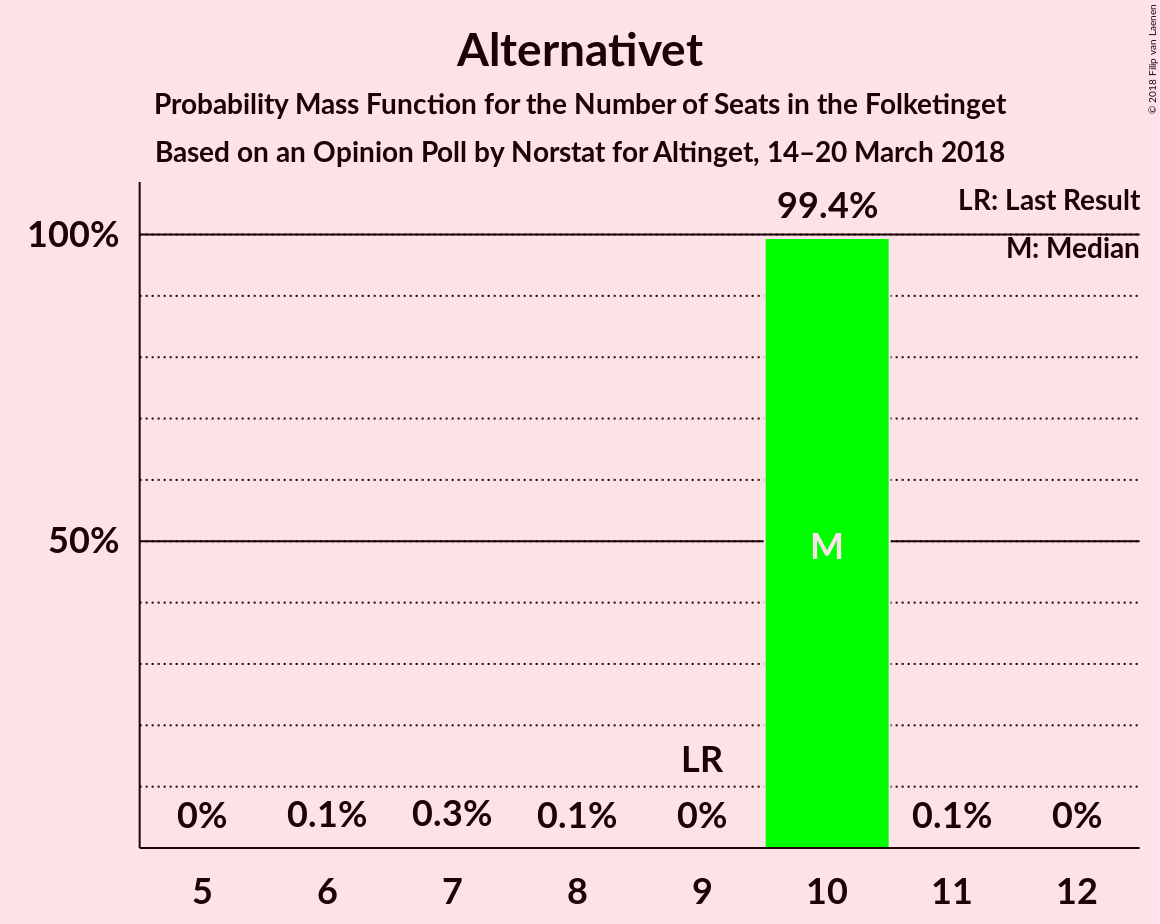 Alternativet
Probability Mass Function for the Number of Seats in the Folketinget
Based on an Opinion Poll by Norstat for Altinget, 14–20 March 2018
© 2018 Filip van Laenen
LR: Last Result
M: Median
100%
50%
99.4%
M
LR
0%
0.1%
0.3%
0.1%
0%
0.1%
0%
5
6
7
8
9
10
11
12